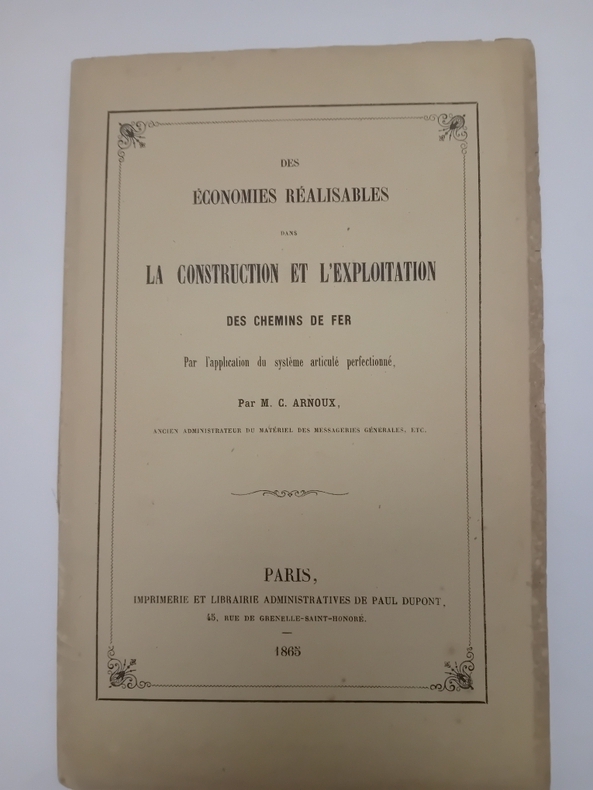 DES
ÉCONOMIES RÉALISABLES
DANS
LA CONSTRUCTION ET L'EXPLOITATION
DES CHEMINS DE FER
Par l'application du système articulé perfectionné,
Par M. C. ARNOUX,
ANCIEN ADMINISTRATEUR DU MATÉRIEL DES MESSAGERIES GÉNÉRALES, ETC.
PARIS,
IMPRIMERIE ET LIBRAIRIE ADMINISTRATIVES DE PAUL DUPONT,
45, RUE DE GRENELLE-SAINT-HONORÉ.
1865